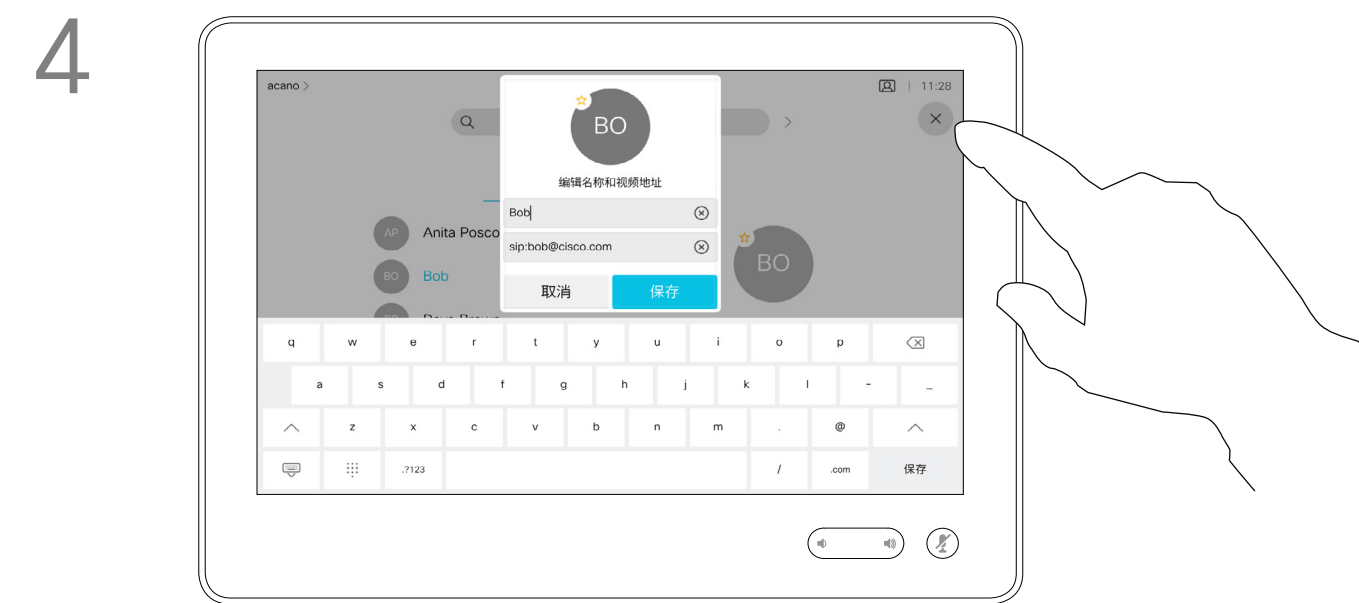 4
acano
11:28
BO
编辑名称和视频地址
Bob
sip:bob@cisco.com
取消 保存
AP Anita Posco
BO Bob
BO
q w e r t y u i o p
a s d f g h j k l - _
z x c v b n m . @
.?123 / .com 保存